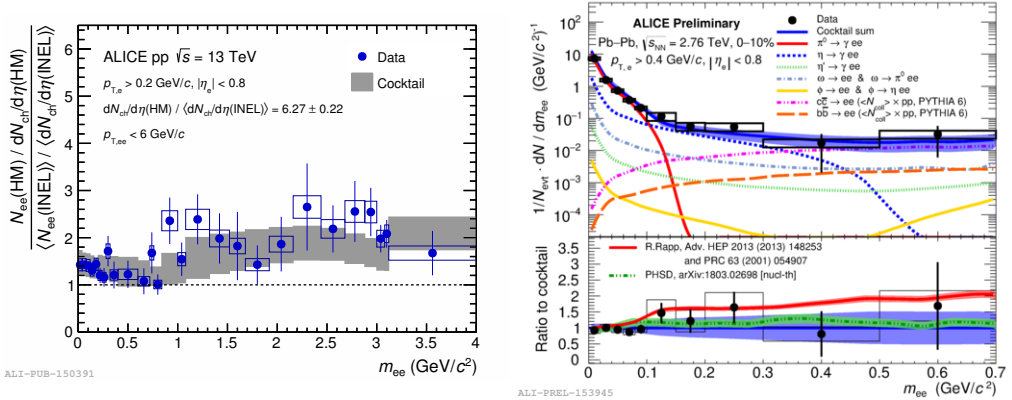 N_ee(HM) / dN_ch/dη(HM)
⟨N_ee(INEL)⟩ / ⟨dN_ch/dη(INEL)⟩
6
5
4
3
2
1
0
ALICE pp √s = 13 TeV
p_T,e > 0.2 GeV/c, |η_e| < 0.8
dN_ch/dη(HM) / ⟨dN_ch/dη(INEL)⟩ = 6.27 ± 0.22
p_T,ee < 6 GeV/c
Data
Cocktail
0 0.5 1 1.5 2 2.5 3 3.5 4
m_ee (GeV/c²)
ALI-PUB-150391
1/N_evt · dN / dm_ee (GeV/c²)⁻¹
10
1
10⁻¹
10⁻²
10⁻³
10⁻⁴
ALICE Preliminary
Pb–Pb, √s_NN = 2.76 TeV, 0–10%
p_T,e > 0.4 GeV/c, |η_e| < 0.8
Data
Cocktail sum
π⁰ → γ ee
η → γ ee
η' → γ ee
ω → ee & ω → π⁰ ee
ϕ → ee & ϕ → η ee
cc̄ → ee (<N_coll> × pp, PYTHIA 6)
bb̄ → ee (<N_coll> × pp, PYTHIA 6)
Ratio to cocktail
3.5
3.0
2.5
2.0
1.5
1.0
0.5
R.Rapp, Adv. HEP 2013 (2013) 148253
and PRC 63 (2001) 054907
PHSD, arXiv:1803.02698 [nucl-th]
0 0.1 0.2 0.3 0.4 0.5 0.6 0.7
m_ee (GeV/c²)
ALI-PREL-153945